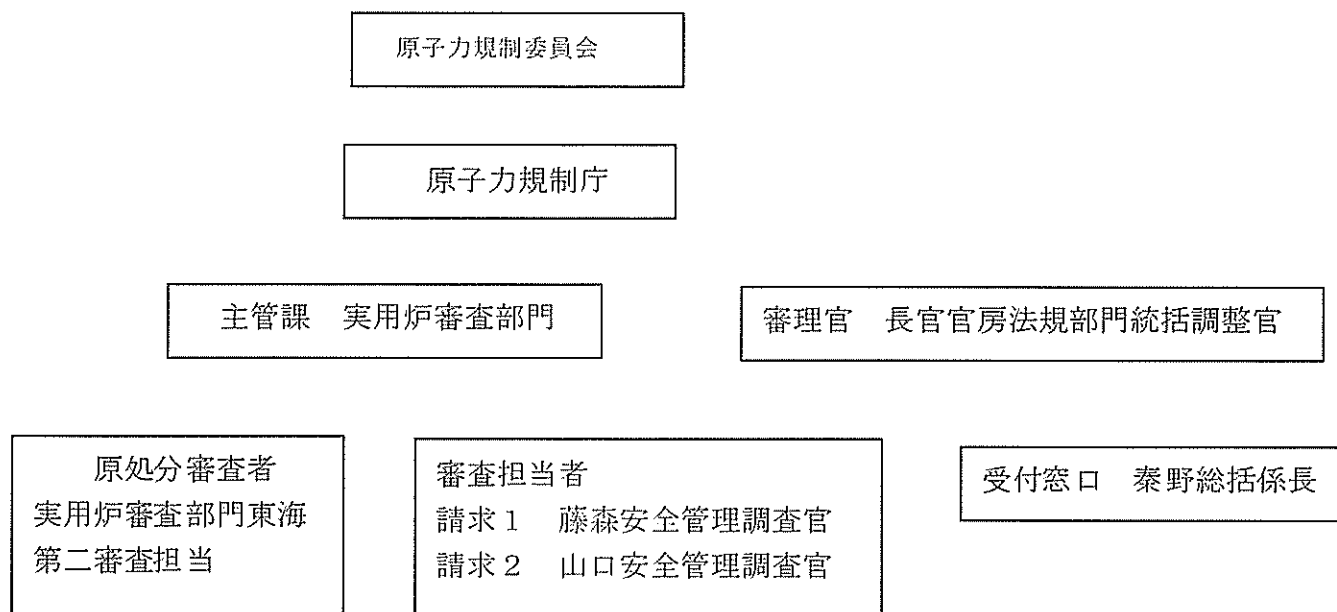 原子力規制委員会
原子力規制庁
主管課　実用炉審査部門
審理官　長官官房法規部門統括調整官
原処分審査者
実用炉審査部門東海
第二審査担当
審査担当者
請求１　藤森安全管理調査官
請求２　山口安全管理調査官
受付窓口　秦野総括係長